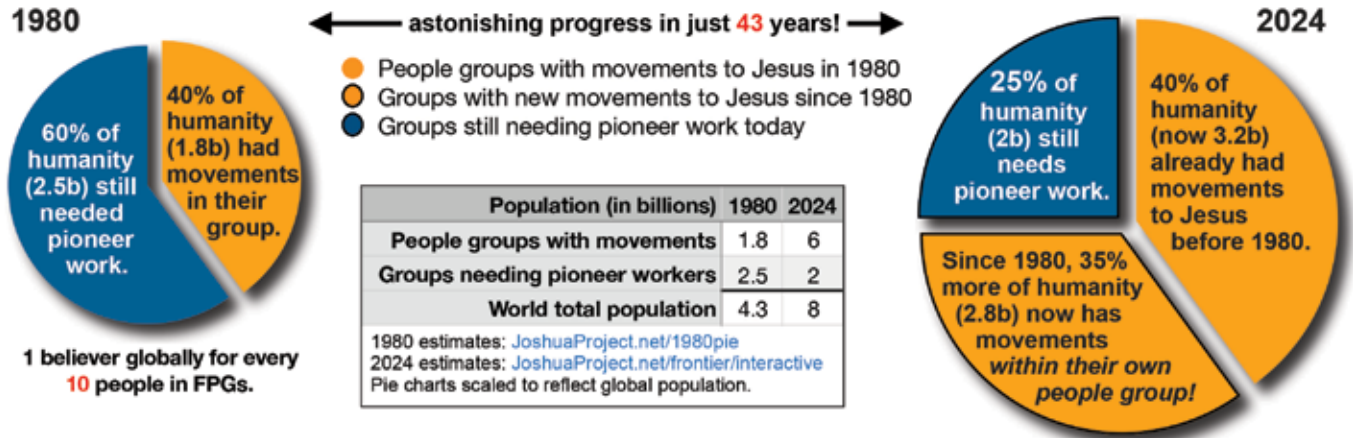 1980
astonishing progress in just 43 years!
2024
People groups with movements to Jesus in 1980
Groups with new movements to Jesus since 1980
Groups still needing pioneer work today
60% of
humanity
(2.5b) still
needed
pioneer
work.
40% of
humanity
(1.8b) had
movements
in their
group.
1 believer globally for every
10 people in FPGs.
Population (in billions) 1980 2024
People groups with movements 1.8 6
Groups needing pioneer workers 2.5 2
World total population 4.3 8
1980 estimates: JoshuaProject.net/1980pie
2024 estimates: JoshuaProject.net/frontier/interactive
Pie charts scaled to reflect global population.
25% of
humanity
(2b) still
needs
pioneer work.
40% of
humanity
(now 3.2b)
already had
movements
to Jesus
before 1980.
Since 1980, 35%
more of humanity
(2.8b) now has
movements
within their own
people group!